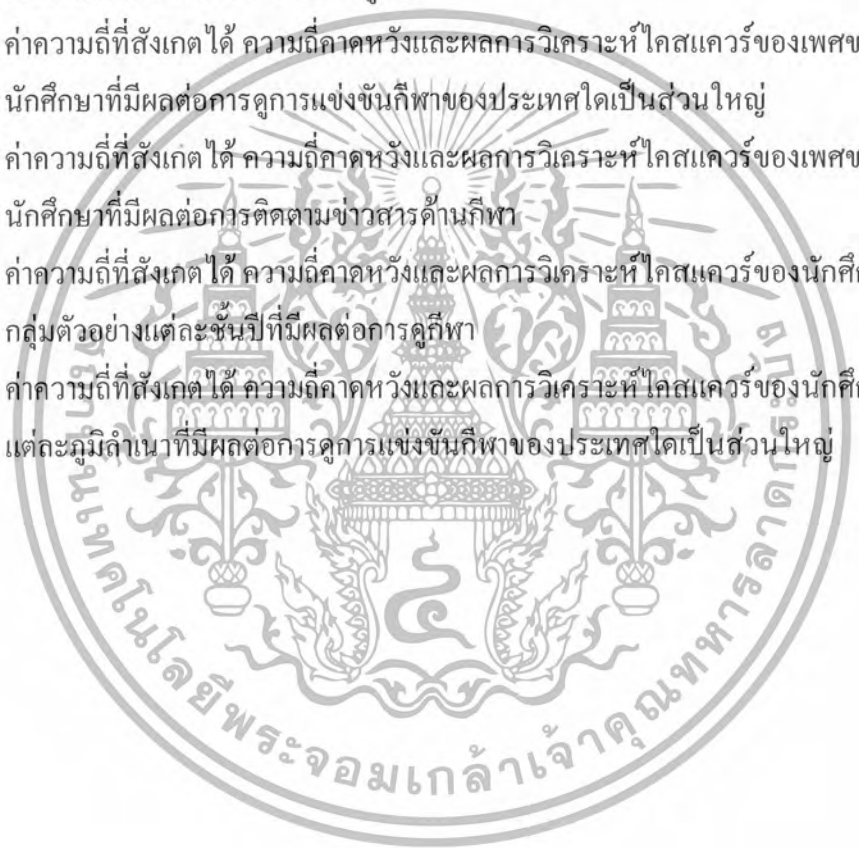 ค่าความถี่ที่สังเกตได้ ความถี่คาดหวังและผลการวิเคราะห์ไคสแควร์ของเพศข
นักศึกษาที่มีผลต่อการดูการแข่งขันกีฬาของประเทศใดเป็นส่วนใหญ่
ค่าความถี่ที่สังเกตได้ ความถี่คาดหวังและผลการวิเคราะห์ไคสแควร์ของเพศข
นักศึกษาที่มีผลต่อการติดตามข่าวสารด้านกีฬา
ค่าความถี่ที่สังเกตได้ ความถี่คาดหวังและผลการวิเคราะห์ไคสแควร์ของนักศึก
กลุ่มตัวอย่างแต่ละชั้นปีที่มีผลต่อการดูกีฬา
ค่าความถี่ที่สังเกตได้ ความถี่คาดหวังและผลการวิเคราะห์ไคสแควร์ของนักศึก
แต่ละภูมิลำเนาที่มีผลต่อการดูการแข่งขันกีฬาของประเทศใดเป็นส่วนใหญ่
สถาบันเทคโนโลยีพระจอมเกล้าเจ้าคุณทหารลาดกระบัง